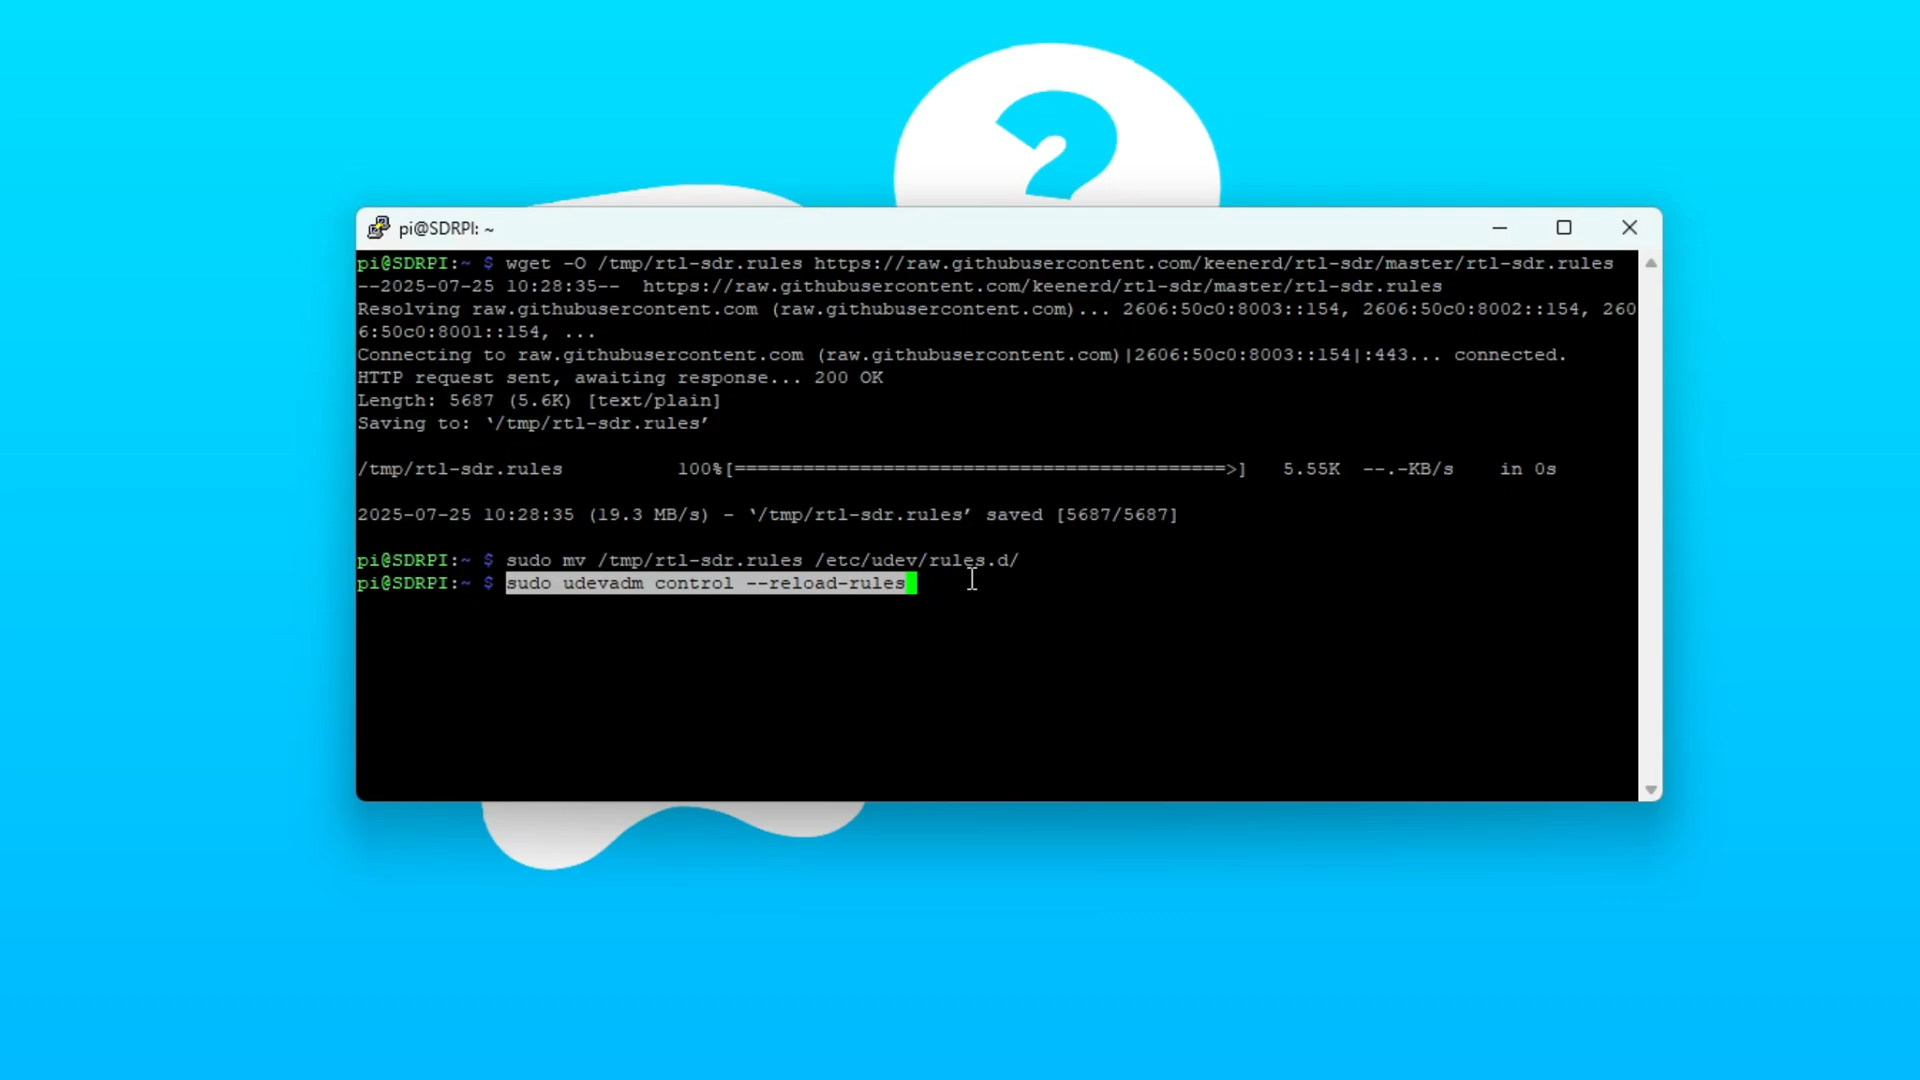 ?
pi@SDRPI: ~
pi@SDRPI:~ $ wget -O /tmp/rtl-sdr.rules https://raw.githubusercontent.com/keenerd/rtl-sdr/master/rtl-sdr.rules
--2025-07-25 10:28:35--  https://raw.githubusercontent.com/keenerd/rtl-sdr/master/rtl-sdr.rules
Resolving raw.githubusercontent.com (raw.githubusercontent.com)... 2606:50c0:8003::154, 2606:50c0:8002::154, 260
6:50c0:8001::154, ...
Connecting to raw.githubusercontent.com (raw.githubusercontent.com)|2606:50c0:8003::154|:443... connected.
HTTP request sent, awaiting response... 200 OK
Length: 5687 (5.6K) [text/plain]
Saving to: ‘/tmp/rtl-sdr.rules’
/tmp/rtl-sdr.rules 100%[===========================================>] 5.55K --.-KB/s in 0s
2025-07-25 10:28:35 (19.3 MB/s) - ‘/tmp/rtl-sdr.rules’ saved [5687/5687]
pi@SDRPI:~ $ sudo mv /tmp/rtl-sdr.rules /etc/udev/rules.d/
pi@SDRPI:~ $ sudo udevadm control --reload-rules